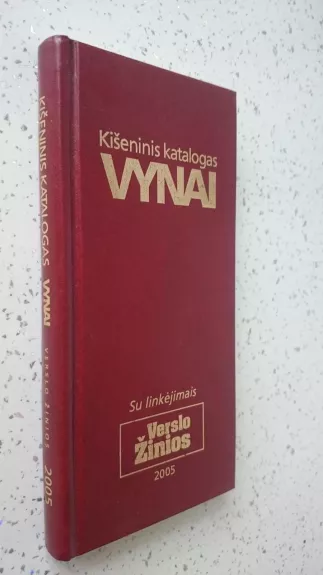 Kišeninis katalogas
VYNAI
Su linkėjimais
Verslo
Žinios
2005
KIŠENINIS KATALOGAS VYNAI VERSLO ŽINIOS 2005